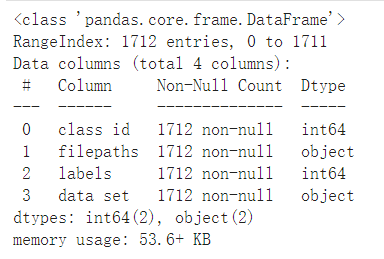 <class 'pandas.core.frame.DataFrame'>
RangeIndex: 1712 entries, 0 to 1711
Data columns (total 4 columns):
 #   Column     Non-Null Count  Dtype
---  ------     --------------  -----
 0   class id   1712 non-null   int64
 1   filepaths  1712 non-null   object
 2   labels     1712 non-null   int64
 3   data set   1712 non-null   object
dtypes: int64(2), object(2)
memory usage: 53.6+ KB